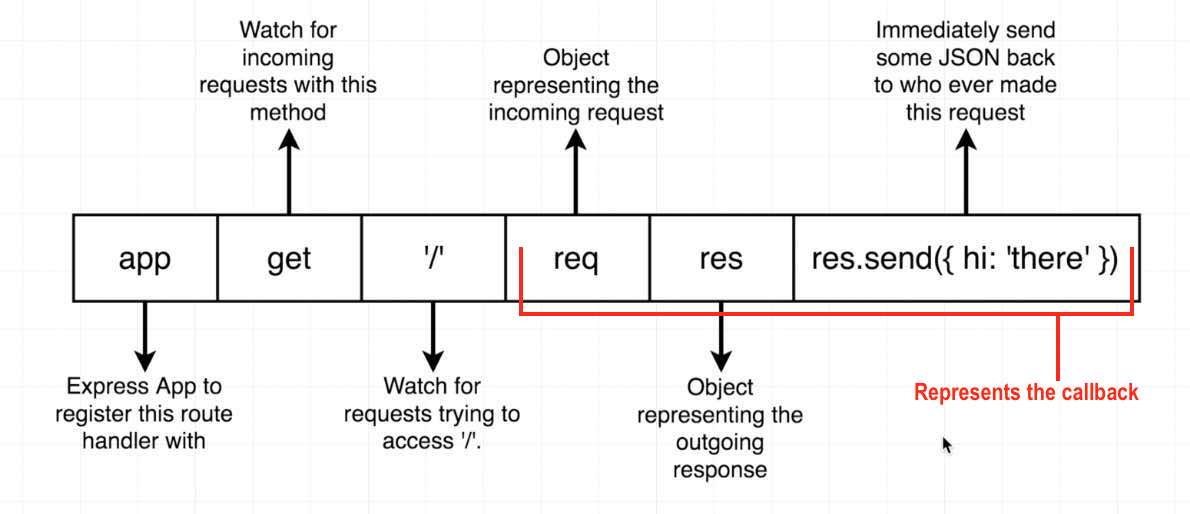 Watch for
incoming
requests with this
method
Object
representing the
incoming request
Immediately send
some JSON back
to who ever made
this request
app
get
'/'
req
res
res.send({ hi: 'there' })
Express App to
register this route
handler with
Watch for
requests trying to
access '/'.
Object
representing the
outgoing
response
Represents the callback